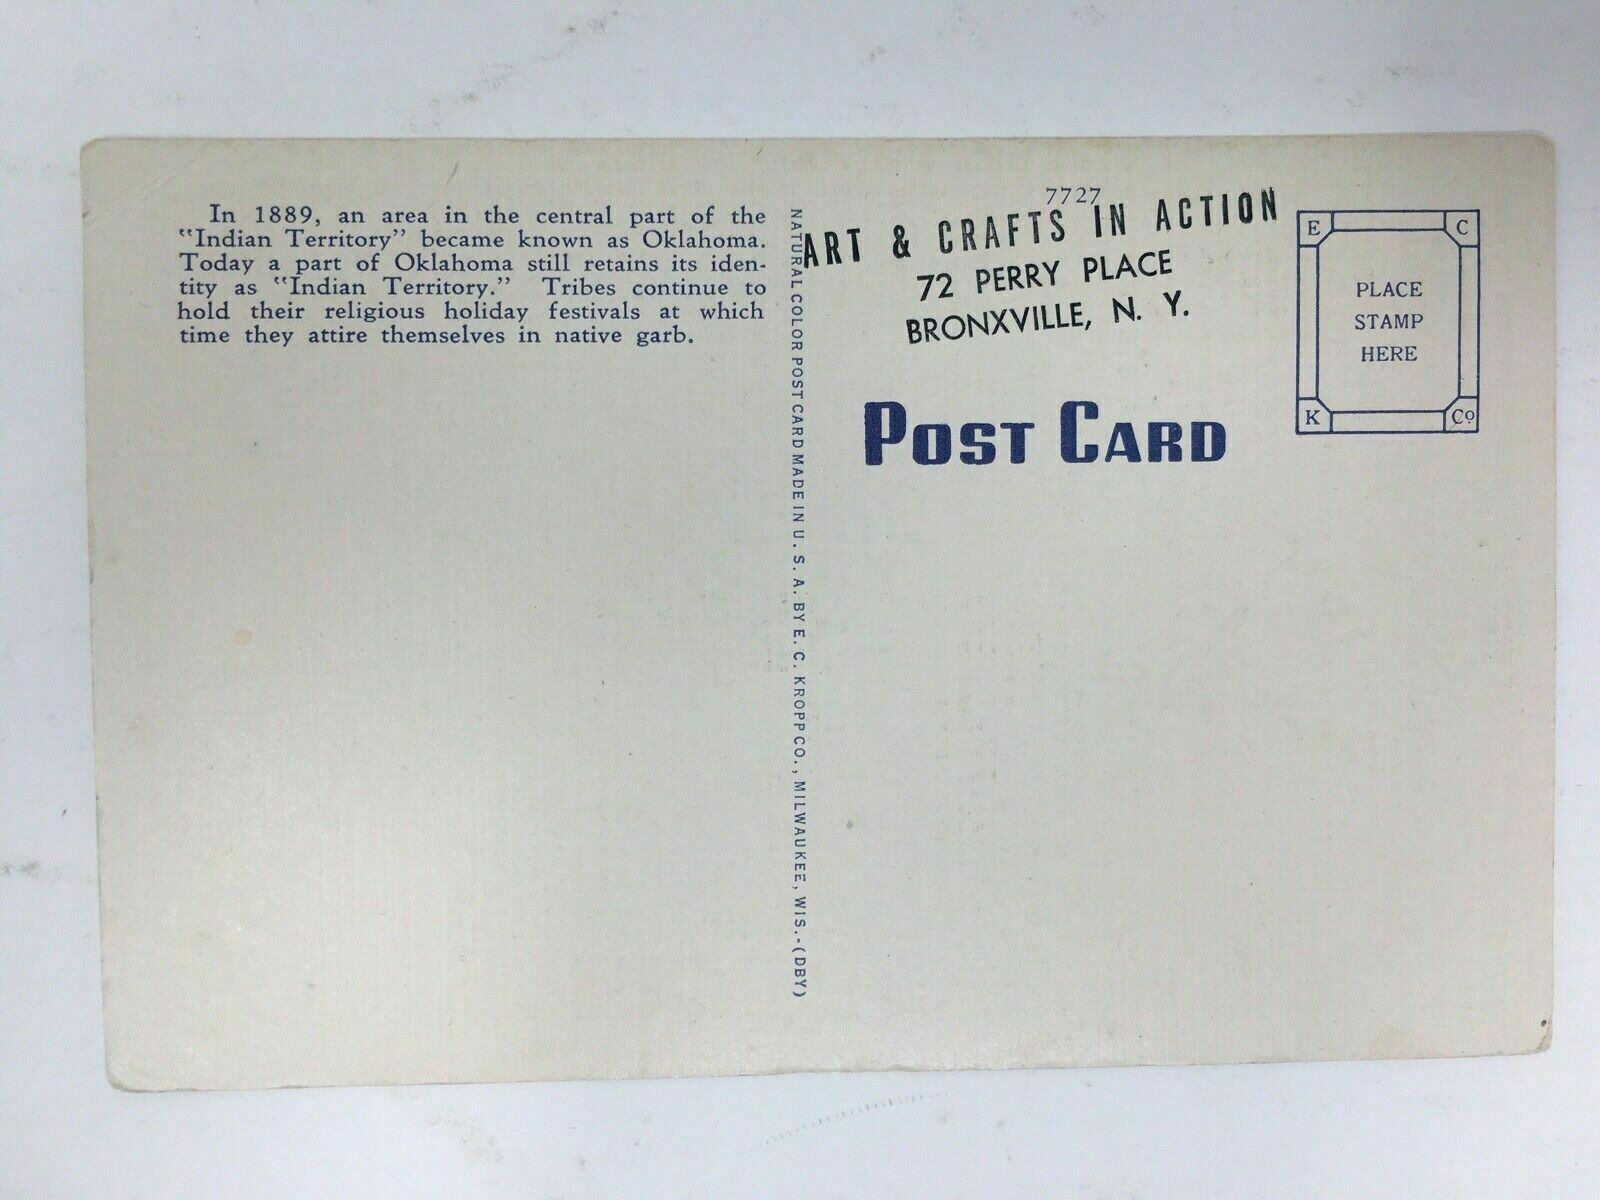 In 1889, an area in the central part of the
"Indian Territory" became known as Oklahoma.
Today a part of Oklahoma still retains its iden-
tity as "Indian Territory." Tribes continue to
hold their religious holiday festivals at which
time they attire themselves in native garb.
NATURAL COLOR POST CARD MADE IN U. S. A. BY E. C. KROPP CO., MILWAUKEE, WIS.-(DBY)
7727
ART & CRAFTS IN ACTION
72 PERRY PLACE
BRONXVILLE, N. Y.
POST CARD
E C
PLACE
STAMP
HERE
K Co